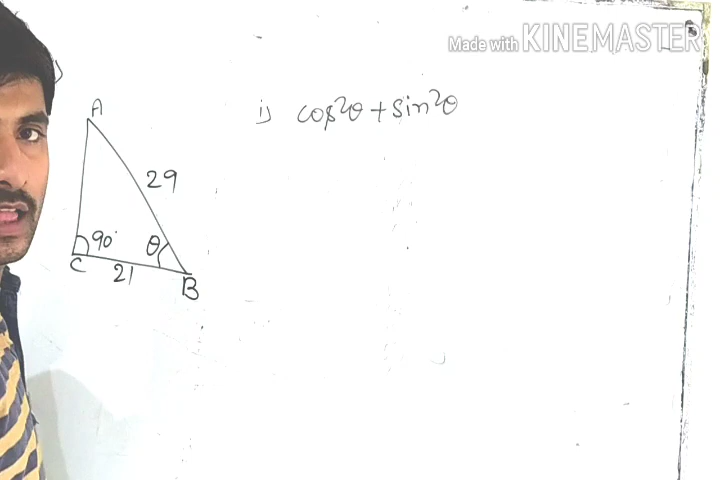 Made with KINEMASTER
A
i) cos²θ + sin²θ
29
90°
θ
C
21
B